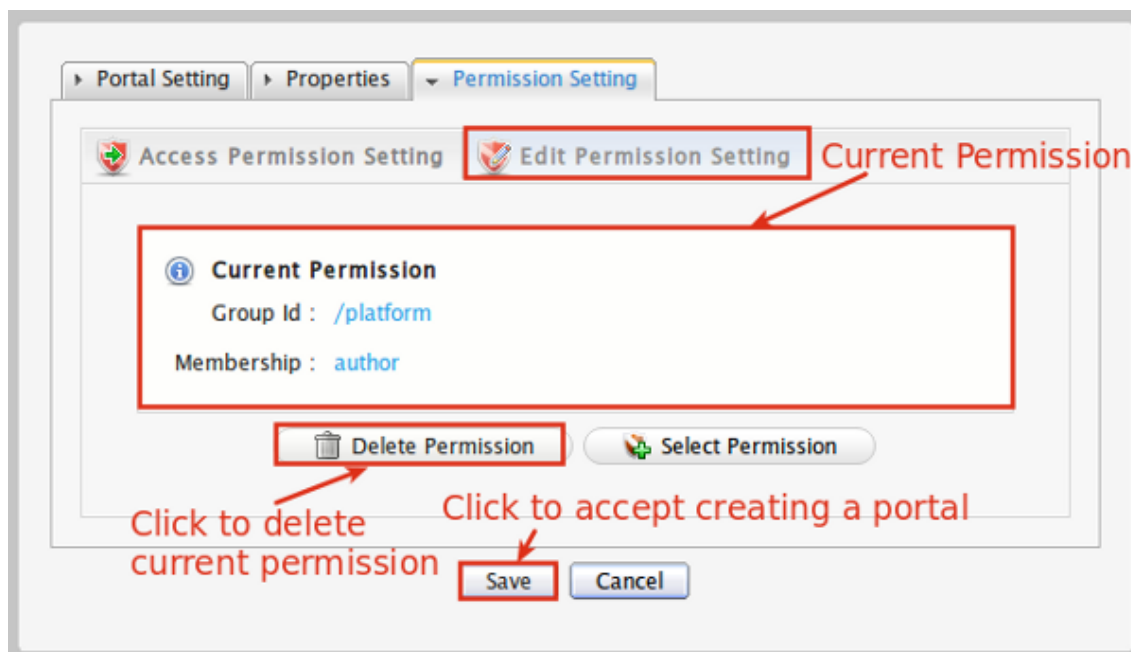 Portal Setting Properties Permission Setting
Access Permission Setting Edit Permission Setting Current Permission
Current Permission
Group Id : /platform
Membership : author
Delete Permission Select Permission
Click to delete
current permission
Click to accept creating a portal
Save Cancel